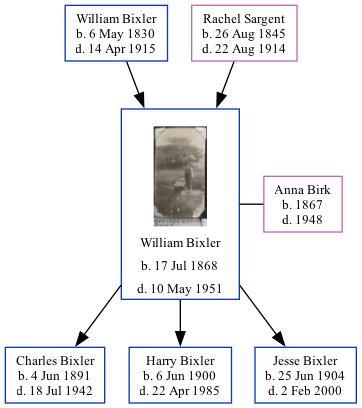 William Bixler
b. 6 May 1830
d. 14 Apr 1915
Rachel Sargent
b. 26 Aug 1845
d. 22 Aug 1914
William Bixler
b. 17 Jul 1868
d. 10 May 1951
Anna Birk
b. 1867
d. 1948
Charles Bixler
b. 4 Jun 1891
d. 18 Jul 1942
Harry Bixler
b. 6 Jun 1900
d. 22 Apr 1985
Jesse Bixler
b. 25 Jun 1904
d. 2 Feb 2000